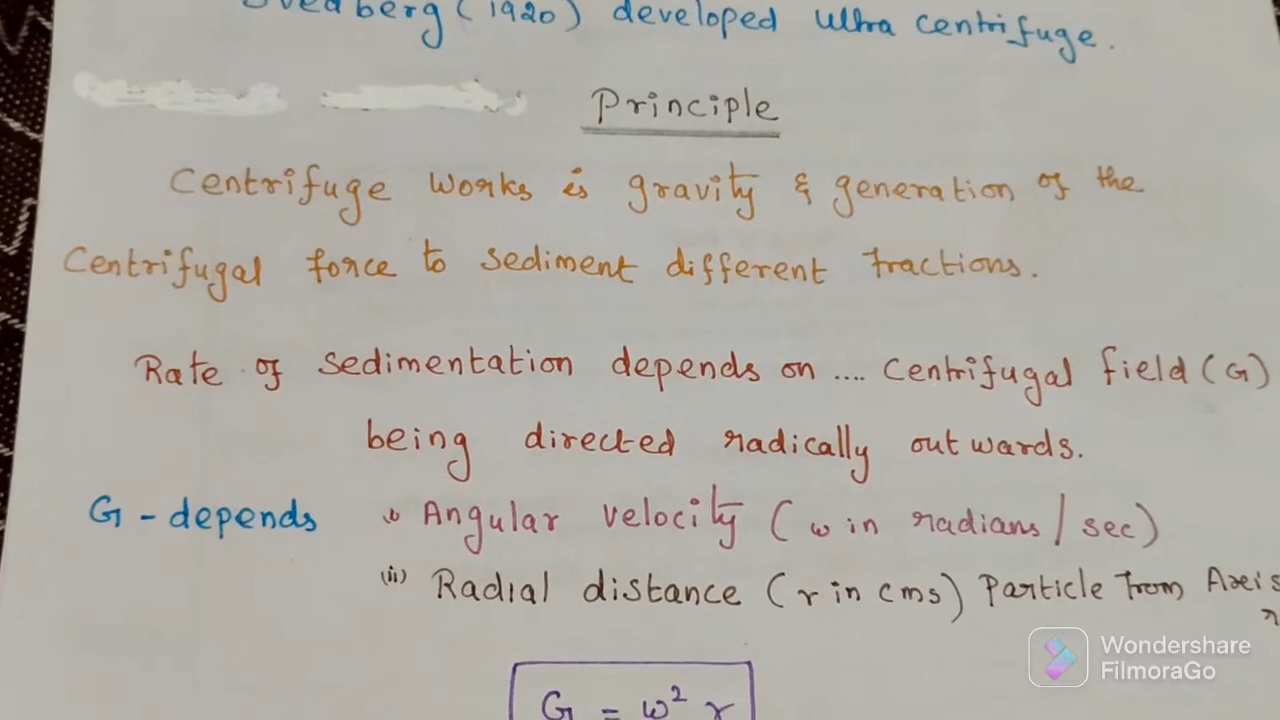 Svedberg (1920) developed ultra centrifuge.
Principle
Centrifuge works is gravity & generation of the
Centrifugal force to sediment different fractions.
Rate of sedimentation depends on .... Centrifugal field (G)
being directed radically outwards.
G - depends (i) Angular velocity (ω in radians / sec)
(ii) Radial distance (r in cms) Particle from Axis
G = ω² r
Wondershare
FilmoraGo